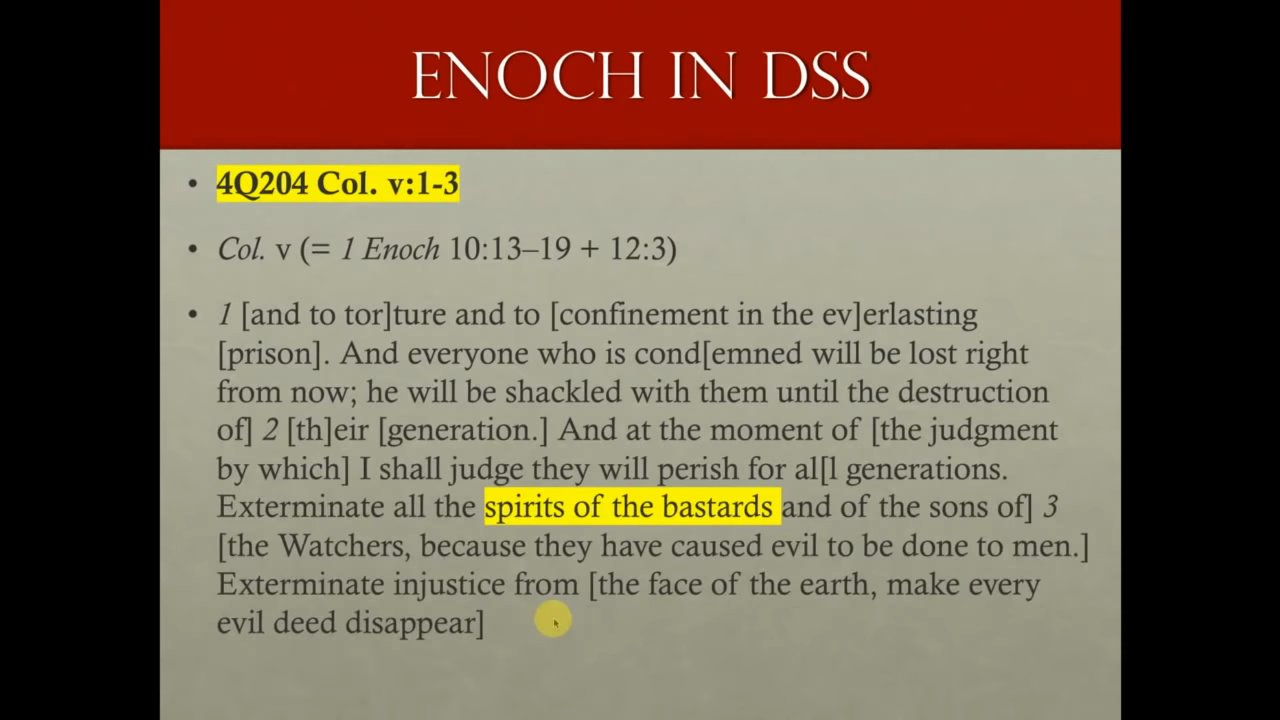 ENOCH IN DSS
• 4Q204 Col. v:1-3
• Col. v (= 1 Enoch 10:13–19 + 12:3)
• 1 [and to tor]ture and to [confinement in the ev]erlasting
[prison]. And everyone who is cond[emned will be lost right
from now; he will be shackled with them until the destruction
of] 2 [th]eir [generation.] And at the moment of [the judgment
by which] I shall judge they will perish for al[l generations.
Exterminate all the spirits of the bastards and of the sons of] 3
[the Watchers, because they have caused evil to be done to men.]
Exterminate injustice from [the face of the earth, make every
evil deed disappear]